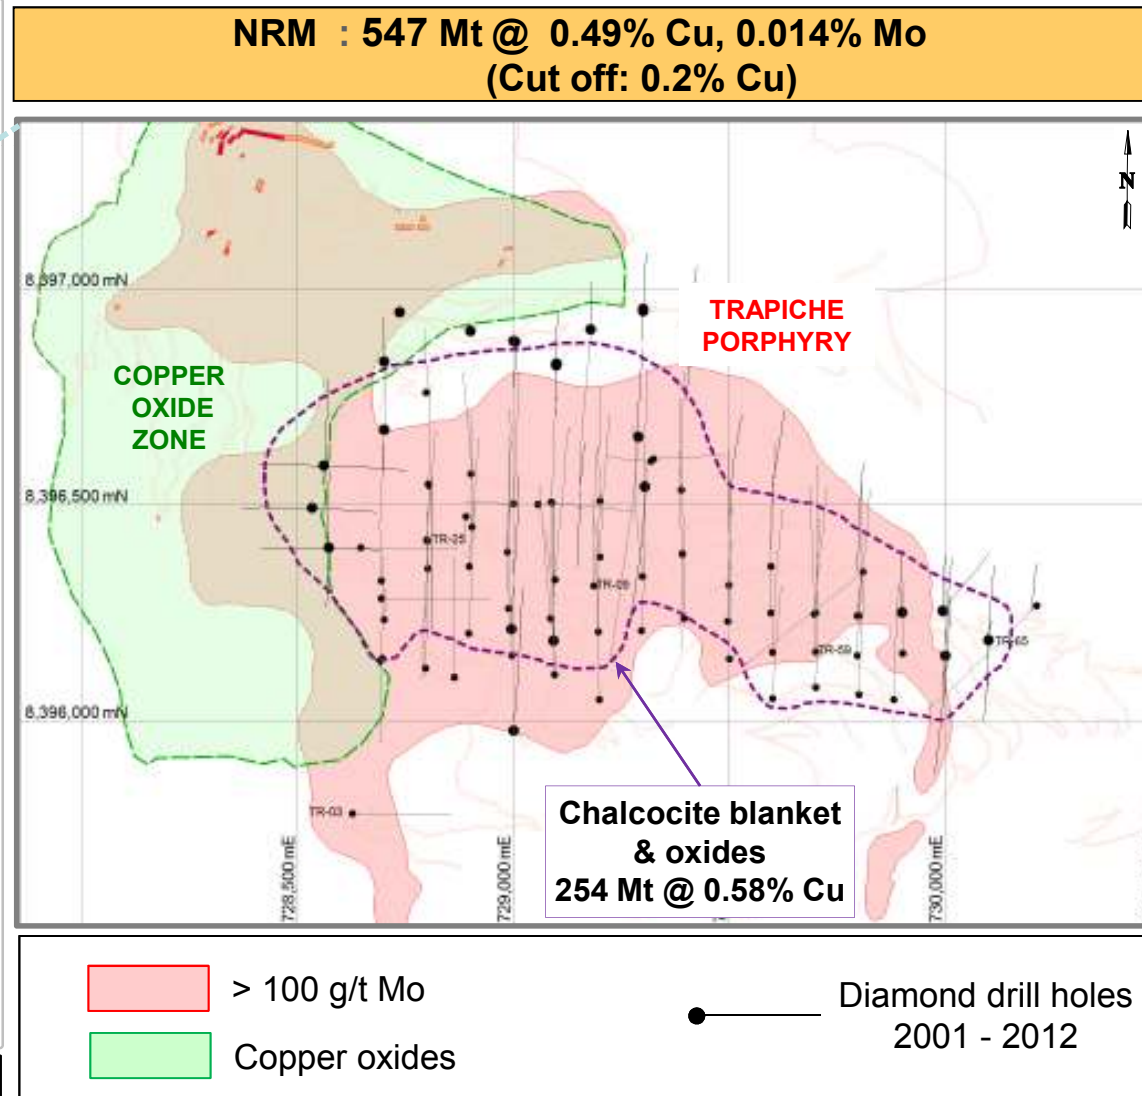 NRM : 547 Mt @ 0.49% Cu, 0.014% Mo
(Cut off: 0.2% Cu)
N
8,397,000 mN
TRAPICHE
PORPHYRY
COPPER
OXIDE
ZONE
8,396,500 mN
TR-25
TR-09
TR-59
TR-65
8,396,000 mN
TR-03
728,500 mE
729,000 mE
730,000 mE
Chalcocite blanket
& oxides
254 Mt @ 0.58% Cu
> 100 g/t Mo
Copper oxides
Diamond drill holes
2001 - 2012